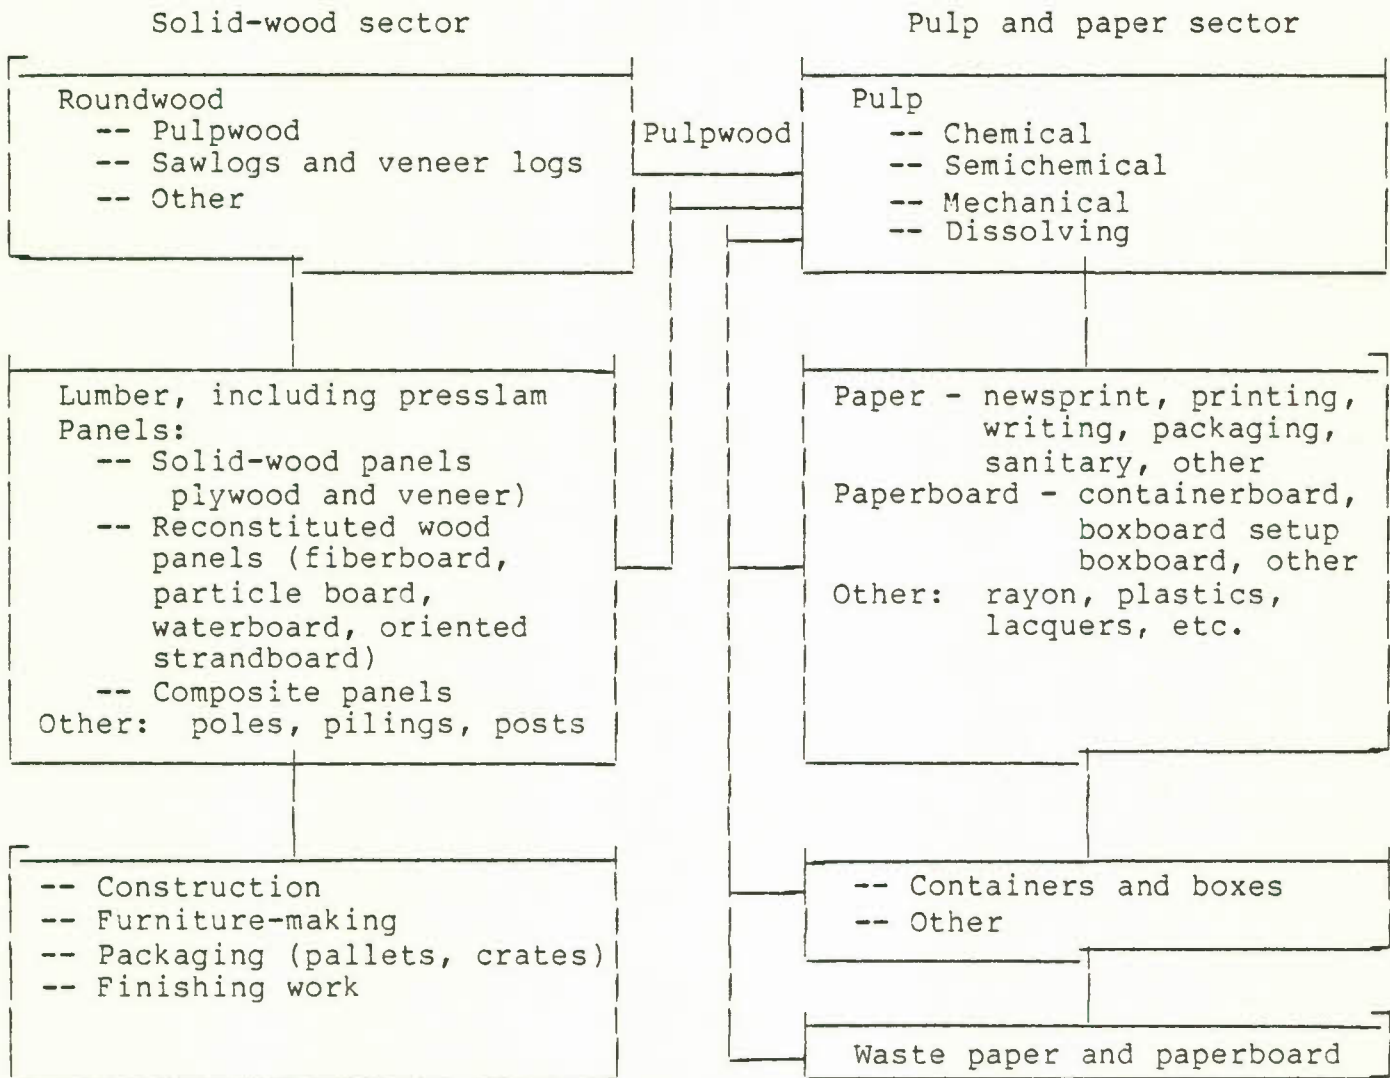 Solid-wood sector
Roundwood
-- Pulpwood
-- Sawlogs and veneer logs
-- Other
Pulpwood
Lumber, including presslam
Panels:
-- Solid-wood panels
plywood and veneer)
-- Reconstituted wood
panels (fiberboard,
particle board,
waterboard, oriented
strandboard)
-- Composite panels
Other: poles, pilings, posts
-- Construction
-- Furniture-making
-- Packaging (pallets, crates)
-- Finishing work
Pulp and paper sector
Pulp
-- Chemical
-- Semichemical
-- Mechanical
-- Dissolving
Paper - newsprint, printing,
writing, packaging,
sanitary, other
Paperboard - containerboard,
boxboard setup
boxboard, other
Other: rayon, plastics,
lacquers, etc.
-- Containers and boxes
-- Other
Waste paper and paperboard